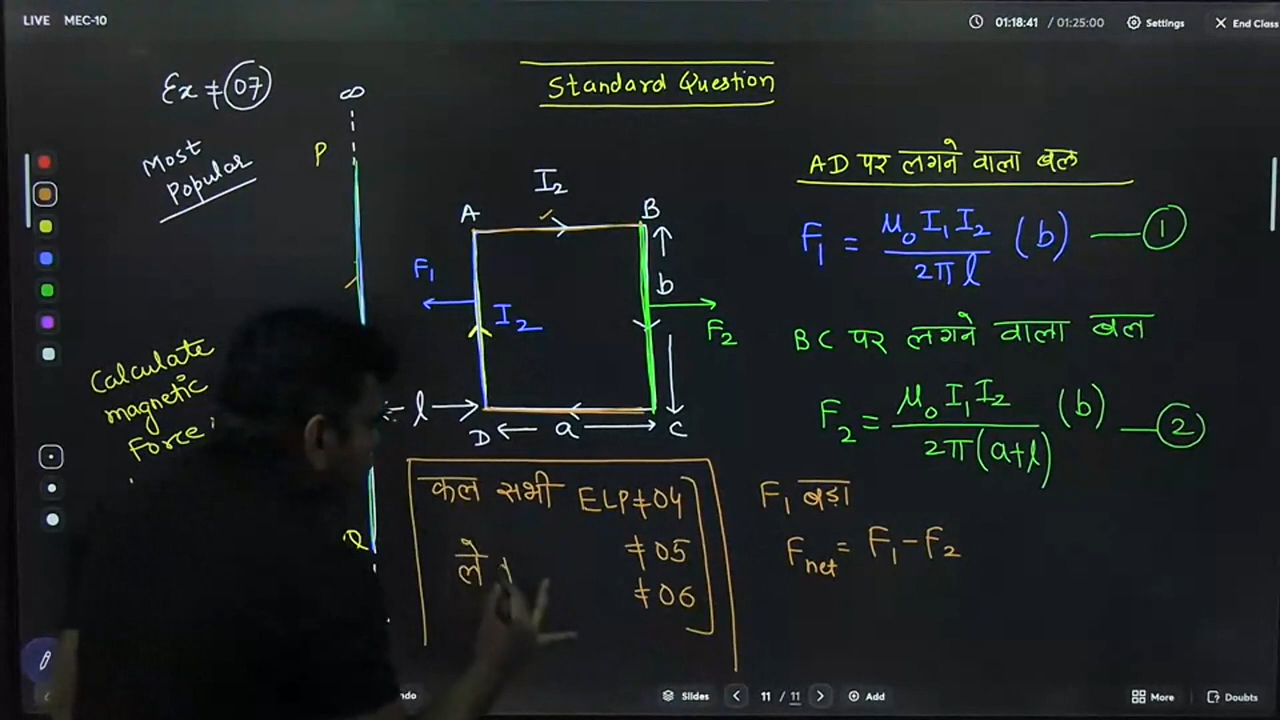 LIVE MEC-10
01:18:41 / 01:25:00
Settings
End Class
Ex ≠ 07
Most
Popular
∞
P
Standard Question
I₂
A
B
b
F₁
I₂
F₂
l
D
a
C
Q
Calculate
magnetic
force
AD पर लगने वाला बल
F₁ = μ₀I₁I₂ / 2πl (b) — 1
BC पर लगने वाला बल
F₂ = μ₀I₁I₂ / 2π(a+l) (b) — 2
कल सभी ELP≠04
ले
≠05
≠06
F₁ बड़ा
Fnet = F₁ - F₂
Slides
11 / 11
Add
More
Doubts